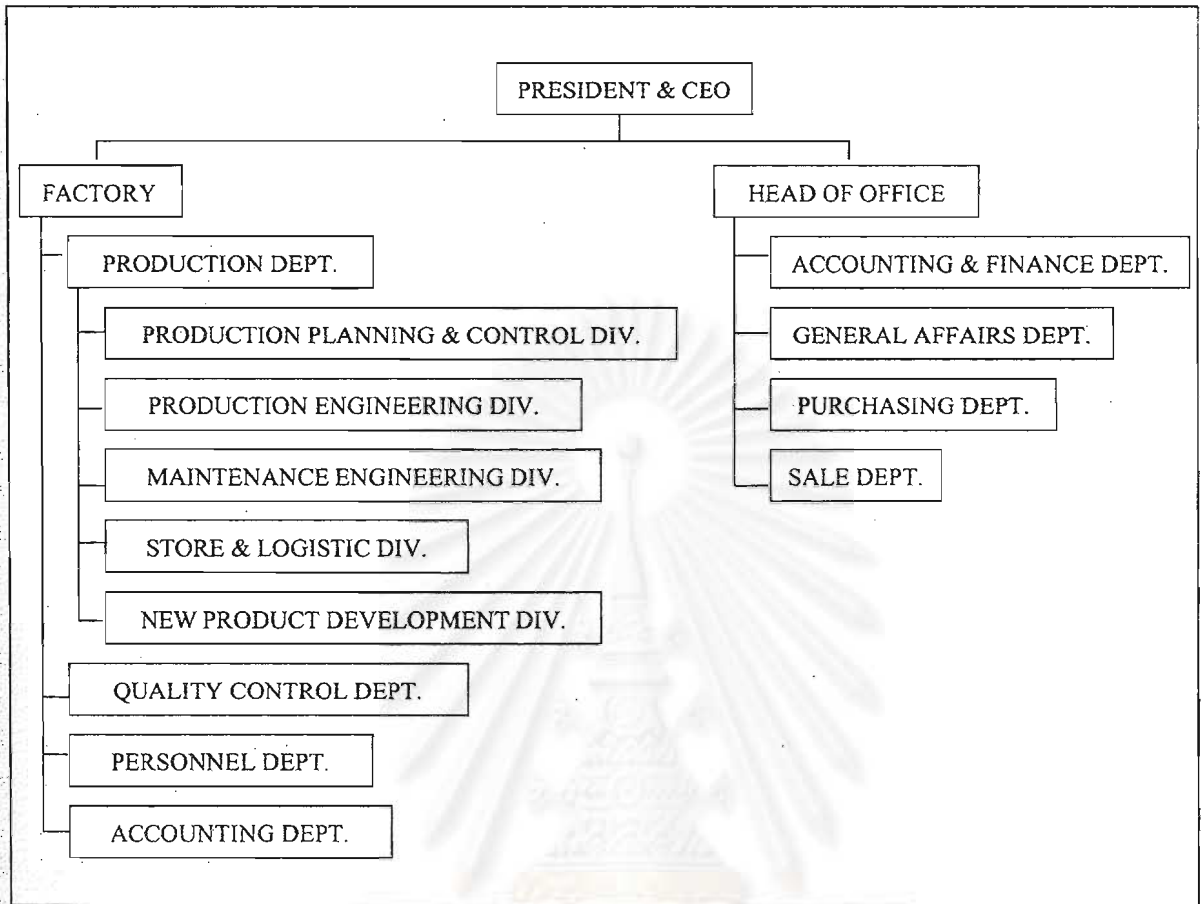 PRESIDENT & CEO
FACTORY
PRODUCTION DEPT.
PRODUCTION PLANNING & CONTROL DIV.
PRODUCTION ENGINEERING DIV.
MAINTENANCE ENGINEERING DIV.
STORE & LOGISTIC DIV.
NEW PRODUCT DEVELOPMENT DIV.
QUALITY CONTROL DEPT.
PERSONNEL DEPT.
ACCOUNTING DEPT.
HEAD OF OFFICE
ACCOUNTING & FINANCE DEPT.
GENERAL AFFAIRS DEPT.
PURCHASING DEPT.
SALE DEPT.